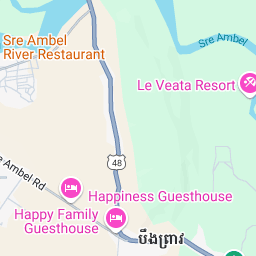 Sre Ambel
River Restaurant
Sre Ambel
Le Veata Resort
48
e Ambel Rd
Happiness Guesthouse
Happy Family
Guesthouse
បឹងព្រាវ